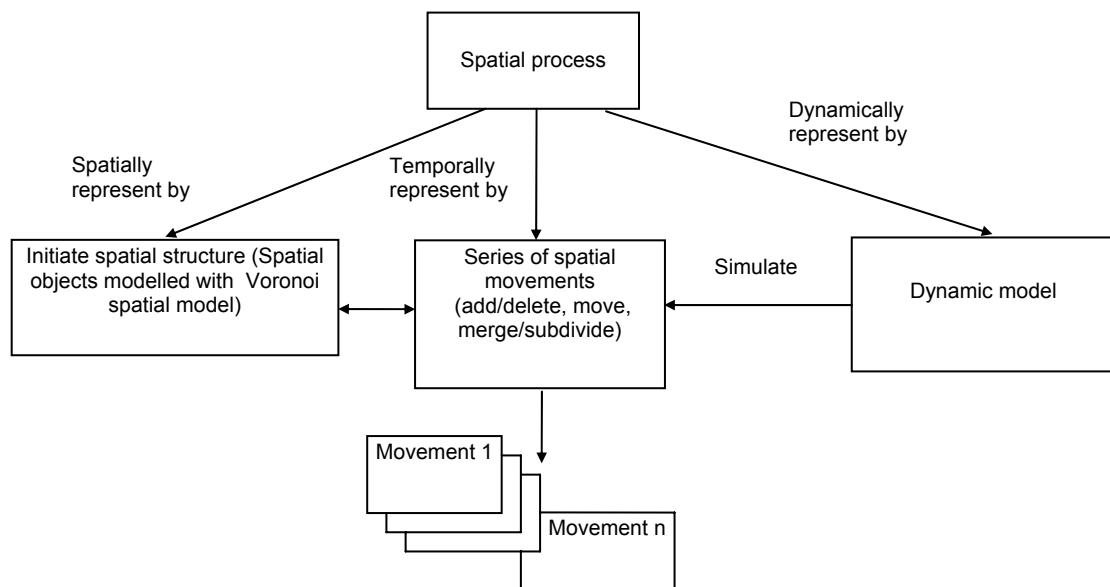 Spatial process
Dynamically
represent by
Spatially
represent by
Temporally
represent by
Initiate spatial structure (Spatial
objects modelled with Voronoi
spatial model)
Series of spatial
movements
(add/delete, move,
merge/subdivide)
Simulate
Dynamic model
Movement 1
Movement n